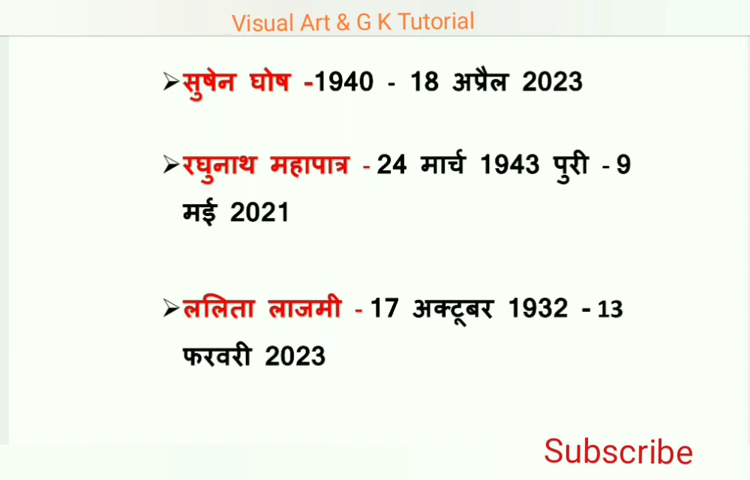 Visual Art & G K Tutorial
➢सुषेन घोष -1940 - 18 अप्रैल 2023
➢रघुनाथ महापात्र - 24 मार्च 1943 पुरी - 9
मई 2021
➢ललिता लाजमी - 17 अक्टूबर 1932 - 13
फरवरी 2023
Subscribe